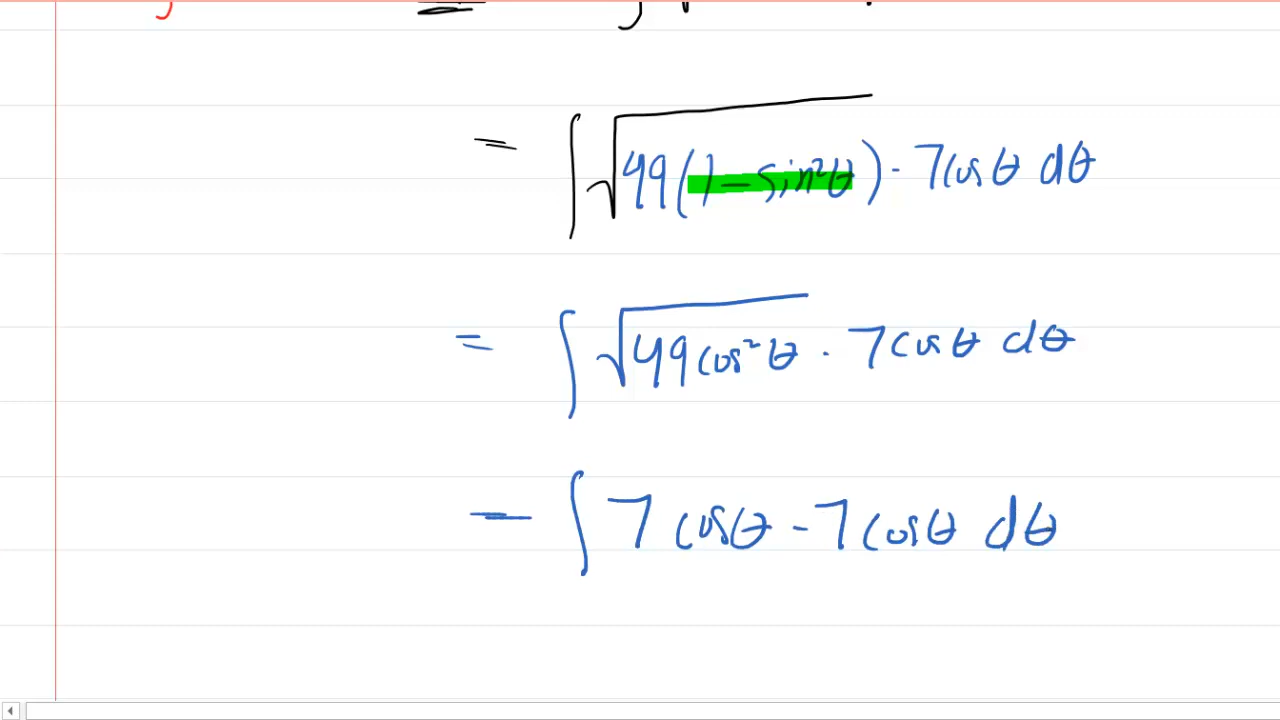 = ∫ √49(1 - sin²θ) · 7cosθ dθ
= ∫ √49cos²θ · 7cosθ dθ
= ∫ 7cosθ - 7cosθ dθ